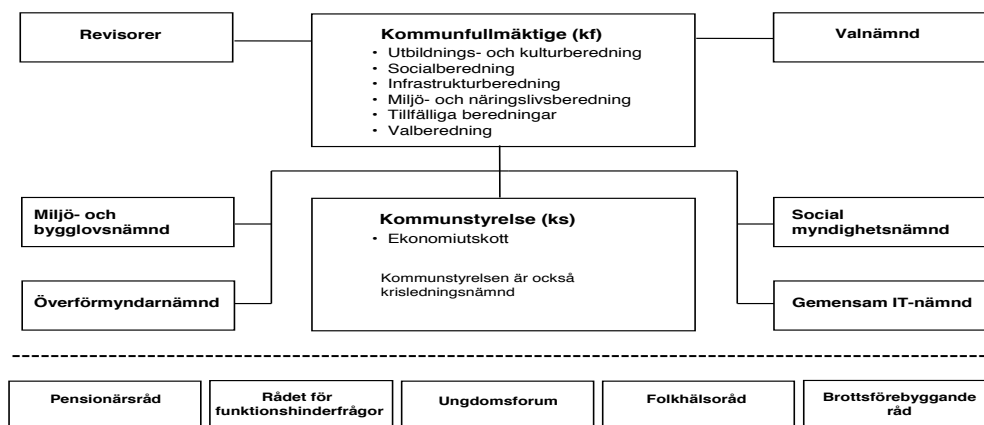 Revisorer
Kommunfullmäktige (kf)
• Utbildnings- och kulturberedning
• Socialberedning
• Infrastrukturberedning
• Miljö- och näringslivsberedning
• Tillfälliga beredningar
• Valberedning
Valnämnd
Miljö- och
bygglovsnämnd
Kommunstyrelse (ks)
• Ekonomiutskott
Kommunstyrelsen är också
krisledningsnämnd
Social
myndighetsnämnd
Överförmyndarnämnd
Gemensam IT-nämnd
Pensionärsråd
Rådet för
funktionshinderfrågor
Ungdomsforum
Folkhälsoråd
Brottsförebyggande
råd